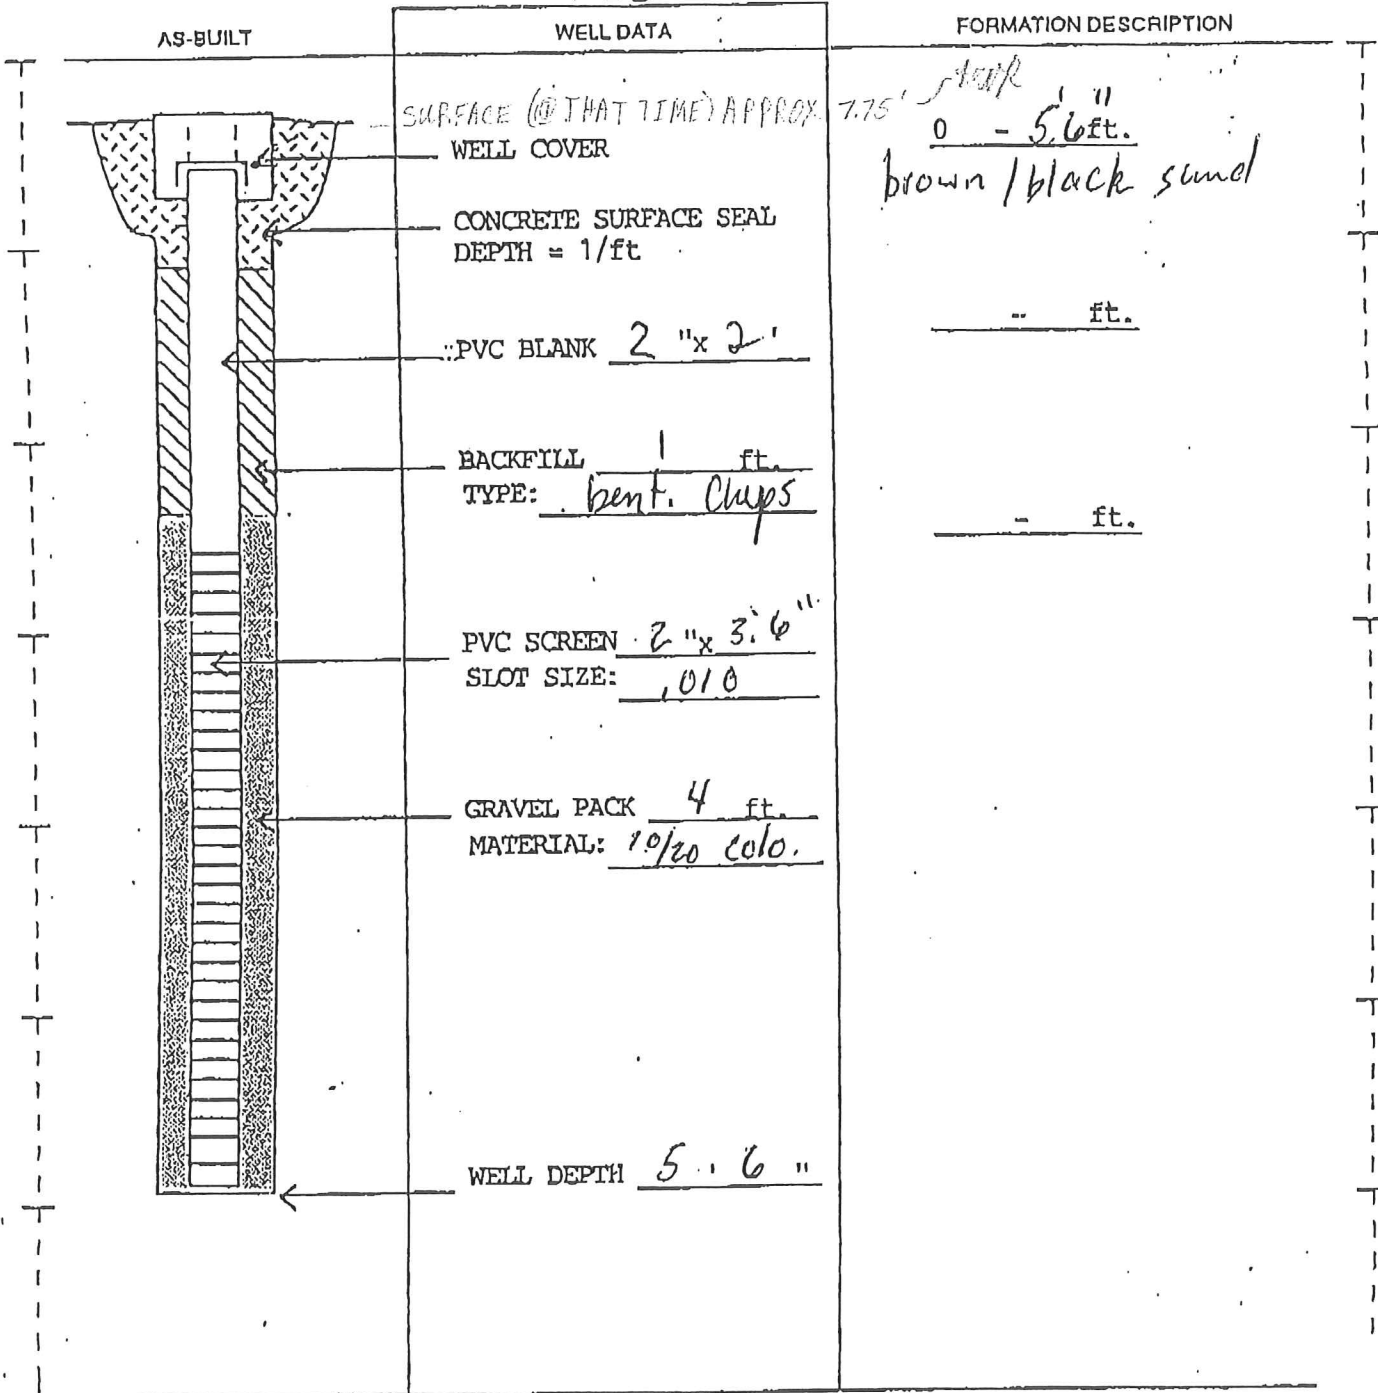 AS-BUILT
WELL DATA
FORMATION DESCRIPTION
SURFACE (@ THAT TIME) APPROX. 7.75'
0 - 5'6" ft.
brown / black sand
WELL COVER
CONCRETE SURFACE SEAL
DEPTH = 1/ft
- ft.
PVC BLANK 2 "x 2'
BACKFILL 1 ft.
TYPE: bent. Chips
- ft.
PVC SCREEN 2 "x 3'6"
SLOT SIZE: .010
GRAVEL PACK 4 ft.
MATERIAL: 10/20 colo.
WELL DEPTH 5 ' 6 "